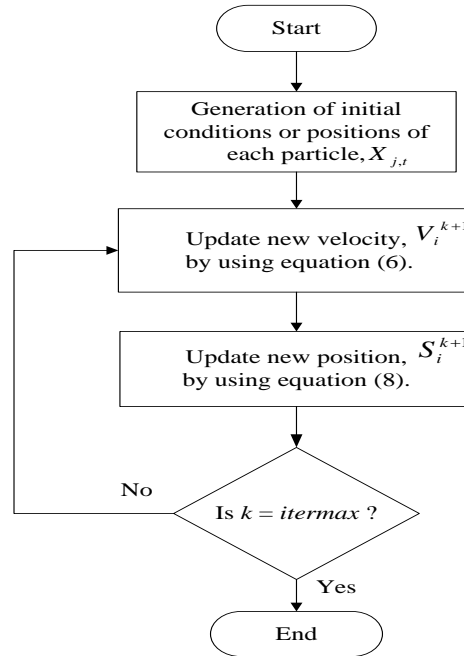 Start
Generation of initial
conditions or positions of
each particle, X j,t
Update new velocity, V i k+1
by using equation (6).
Update new position, S i k+1
by using equation (8).
No
Is k = itermax ?
Yes
End